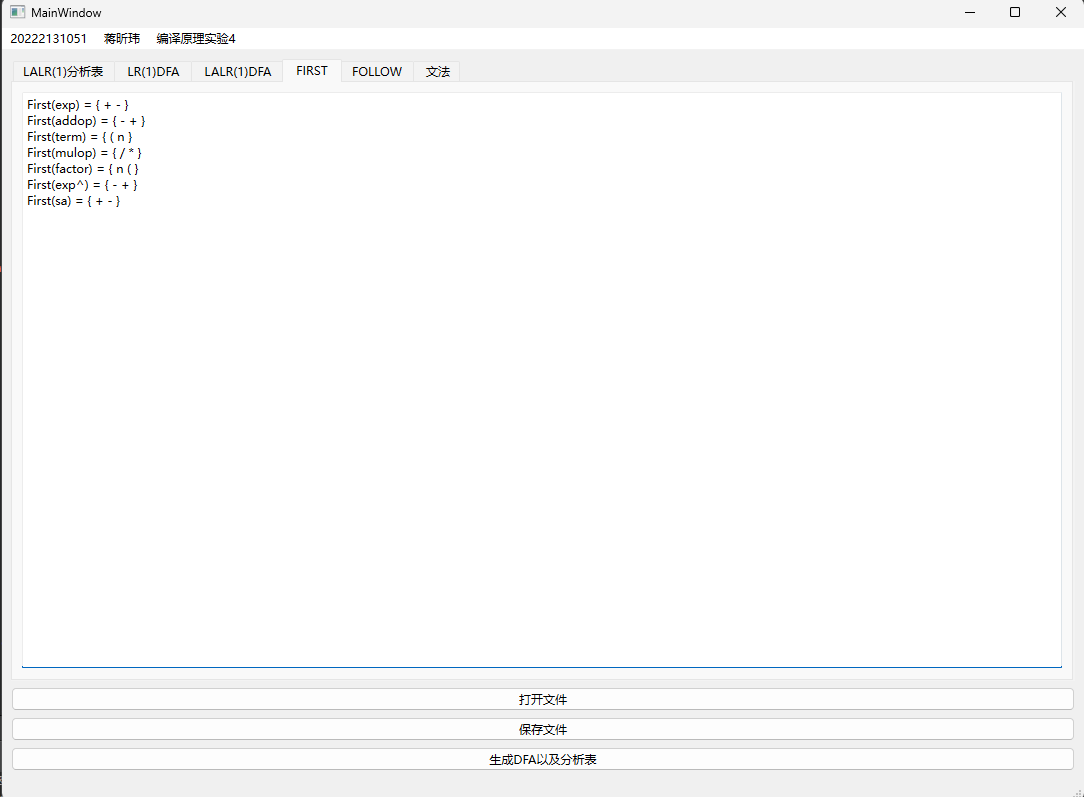 MainWindow
20222131051 蒋昕玮 编译原理实验4
LALR(1)分析表 LR(1)DFA LALR(1)DFA FIRST FOLLOW 文法
First(exp) = { + - }
First(addop) = { - + }
First(term) = { ( n }
First(mulop) = { / * }
First(factor) = { n ( }
First(exp^) = { - + }
First(sa) = { + - }
打开文件
保存文件
生成DFA以及分析表